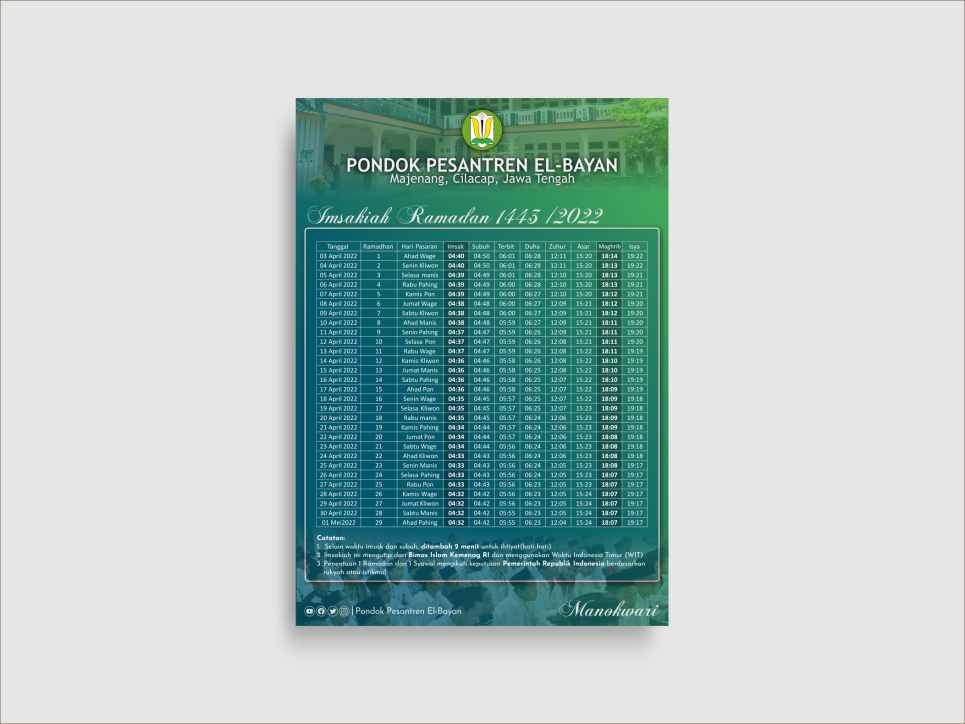 PONDOK PESANTREN EL-BAYAN
Majenang, Cilacap, Jawa Tengah
Imsakiah Ramadan 1443 /2022
Tanggal Ramadhan Hari Pasaran Imsak Subuh Terbit Duha Zuhur Asar Maghrib Isya
03 April 2022 1 Ahad Wage 04:40 04:50 06:01 06:28 12:11 15:20 18:14 19:22
04 April 2022 2 Senin Kliwon 04:40 04:50 06:01 06:28 12:11 15:20 18:13 19:22
05 April 2022 3 Selasa manis 04:39 04:49 06:01 06:28 12:10 15:20 18:13 19:21
06 April 2022 4 Rabu Pahing 04:39 04:49 06:00 06:28 12:10 15:20 18:13 19:21
07 April 2022 5 Kamis Pon 04:39 04:49 06:00 06:27 12:10 15:20 18:12 19:21
08 April 2022 6 Jumat Wage 04:38 04:48 06:00 06:27 12:09 15:21 18:12 19:20
09 April 2022 7 Sabtu Kliwon 04:38 04:48 06:00 06:27 12:09 15:21 18:12 19:20
10 April 2022 8 Ahad Manis 04:38 04:48 05:59 06:27 12:09 15:21 18:11 19:20
11 April 2022 9 Senin Pahing 04:37 04:47 05:59 06:26 12:09 15:21 18:11 19:20
12 April 2022 10 Selasa Pon 04:37 04:47 05:59 06:26 12:08 15:21 18:11 19:20
13 April 2022 11 Rabu Wage 04:37 04:47 05:59 06:26 12:08 15:22 18:11 19:19
14 April 2022 12 Kamis Kliwon 04:36 04:46 05:58 06:26 12:08 15:22 18:10 19:19
15 April 2022 13 Jumat Manis 04:36 04:46 05:58 06:25 12:08 15:22 18:10 19:19
16 April 2022 14 Sabtu Pahing 04:36 04:46 05:58 06:25 12:07 15:22 18:10 19:19
17 April 2022 15 Ahad Pon 04:36 04:46 05:58 06:25 12:07 15:22 18:09 19:19
18 April 2022 16 Senin Wage 04:35 04:45 05:57 06:25 12:07 15:22 18:09 19:18
19 April 2022 17 Selasa Kliwon 04:35 04:45 05:57 06:25 12:07 15:23 18:09 19:18
20 April 2022 18 Rabu manis 04:35 04:45 05:57 06:24 12:06 15:23 18:09 19:18
21 April 2022 19 Kamis Pahing 04:34 04:44 05:57 06:24 12:06 15:23 18:09 19:18
22 April 2022 20 Jumat Pon 04:34 04:44 05:57 06:24 12:06 15:23 18:08 19:18
23 April 2022 21 Sabtu Wage 04:34 04:44 05:56 06:24 12:06 15:23 18:08 19:18
24 April 2022 22 Ahad Kliwon 04:33 04:43 05:56 06:24 12:06 15:23 18:08 19:18
25 April 2022 23 Senin Manis 04:33 04:43 05:56 06:24 12:05 15:23 18:08 19:17
26 April 2022 24 Selasa Pahing 04:33 04:43 05:56 06:24 12:05 15:23 18:07 19:17
27 April 2022 25 Rabu Pon 04:33 04:43 05:56 06:23 12:05 15:23 18:07 19:17
28 April 2022 26 Kamis Wage 04:32 04:42 05:56 06:23 12:05 15:24 18:07 19:17
29 April 2022 27 Jumat Kliwon 04:32 04:42 05:56 06:23 12:05 15:24 18:07 19:17
30 April 2022 28 Sabtu Manis 04:32 04:42 05:55 06:23 12:05 15:24 18:07 19:17
01 Mei2022 29 Ahad Pahing 04:32 04:42 05:55 06:23 12:04 15:24 18:07 19:17
Catatan:
1. Selain waktu imsak dan subuh, ditambah 2 menit untuk ihtiyat(hati-hati)
2. Imsakiah ini mengutip dari Bimas Islam Kemenag RI dan menggunakan Waktu Indonesia Timur (WIT)
3. Penentuan 1 Ramadan dan 1 Syawal mengikuti keputusan Pemerintah Republik Indonesia berdasarkan
rukyah atau istikmal
| Pondok Pesantren El-Bayan
Manokwari